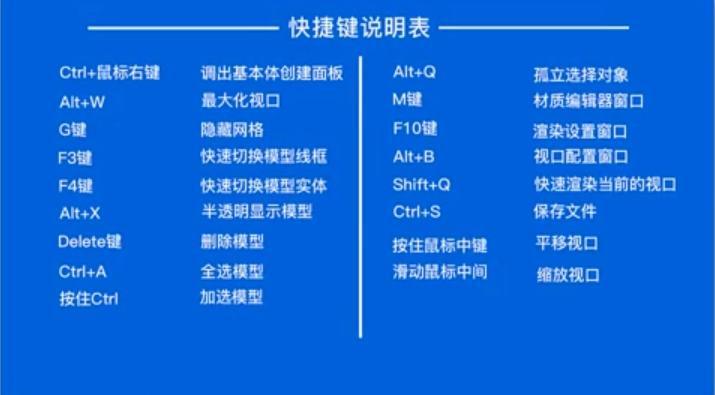 快捷键说明表
Ctrl+鼠标右键 调出基本体创建面板
Alt+W 最大化视口
G键 隐藏网格
F3键 快速切换模型线框
F4键 快速切换模型实体
Alt+X 半透明显示模型
Delete键 删除模型
Ctrl+A 全选模型
按住Ctrl 加选模型
Alt+Q 孤立选择对象
M键 材质编辑器窗口
F10键 渲染设置窗口
Alt+B 视口配置窗口
Shift+Q 快速渲染当前的视口
Ctrl+S 保存文件
按住鼠标中键 平移视口
滑动鼠标中间 缩放视口